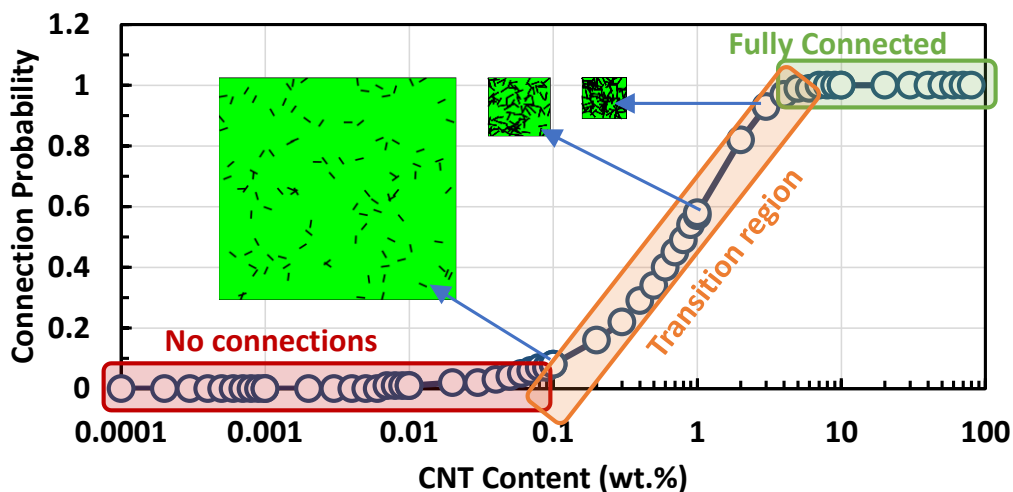 1.2
1
0.8
0.6
0.4
0.2
0
Connection Probability
Fully Connected
Transition region
No connections
0.0001
0.001
0.01
0.1
1
10
100
CNT Content (wt.%)